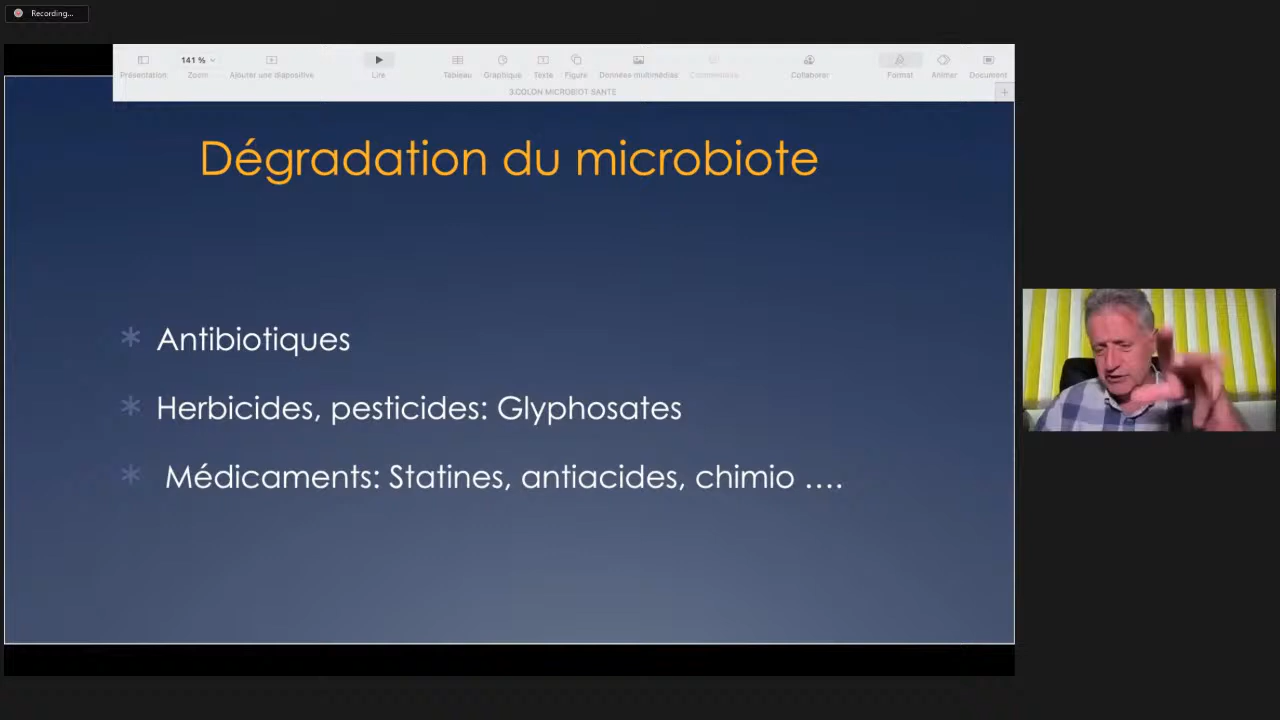 Recording...
141 %
Présentation Zoom Ajouter une diapositive Lire Tableau Graphique Texte Figure Données multimédias Commentaire Collaborer Format Animer Document
3.COLON MICROBIOT SANTE
Dégradation du microbiote
Antibiotiques
Herbicides, pesticides: Glyphosates
Médicaments: Statines, antiacides, chimio ....